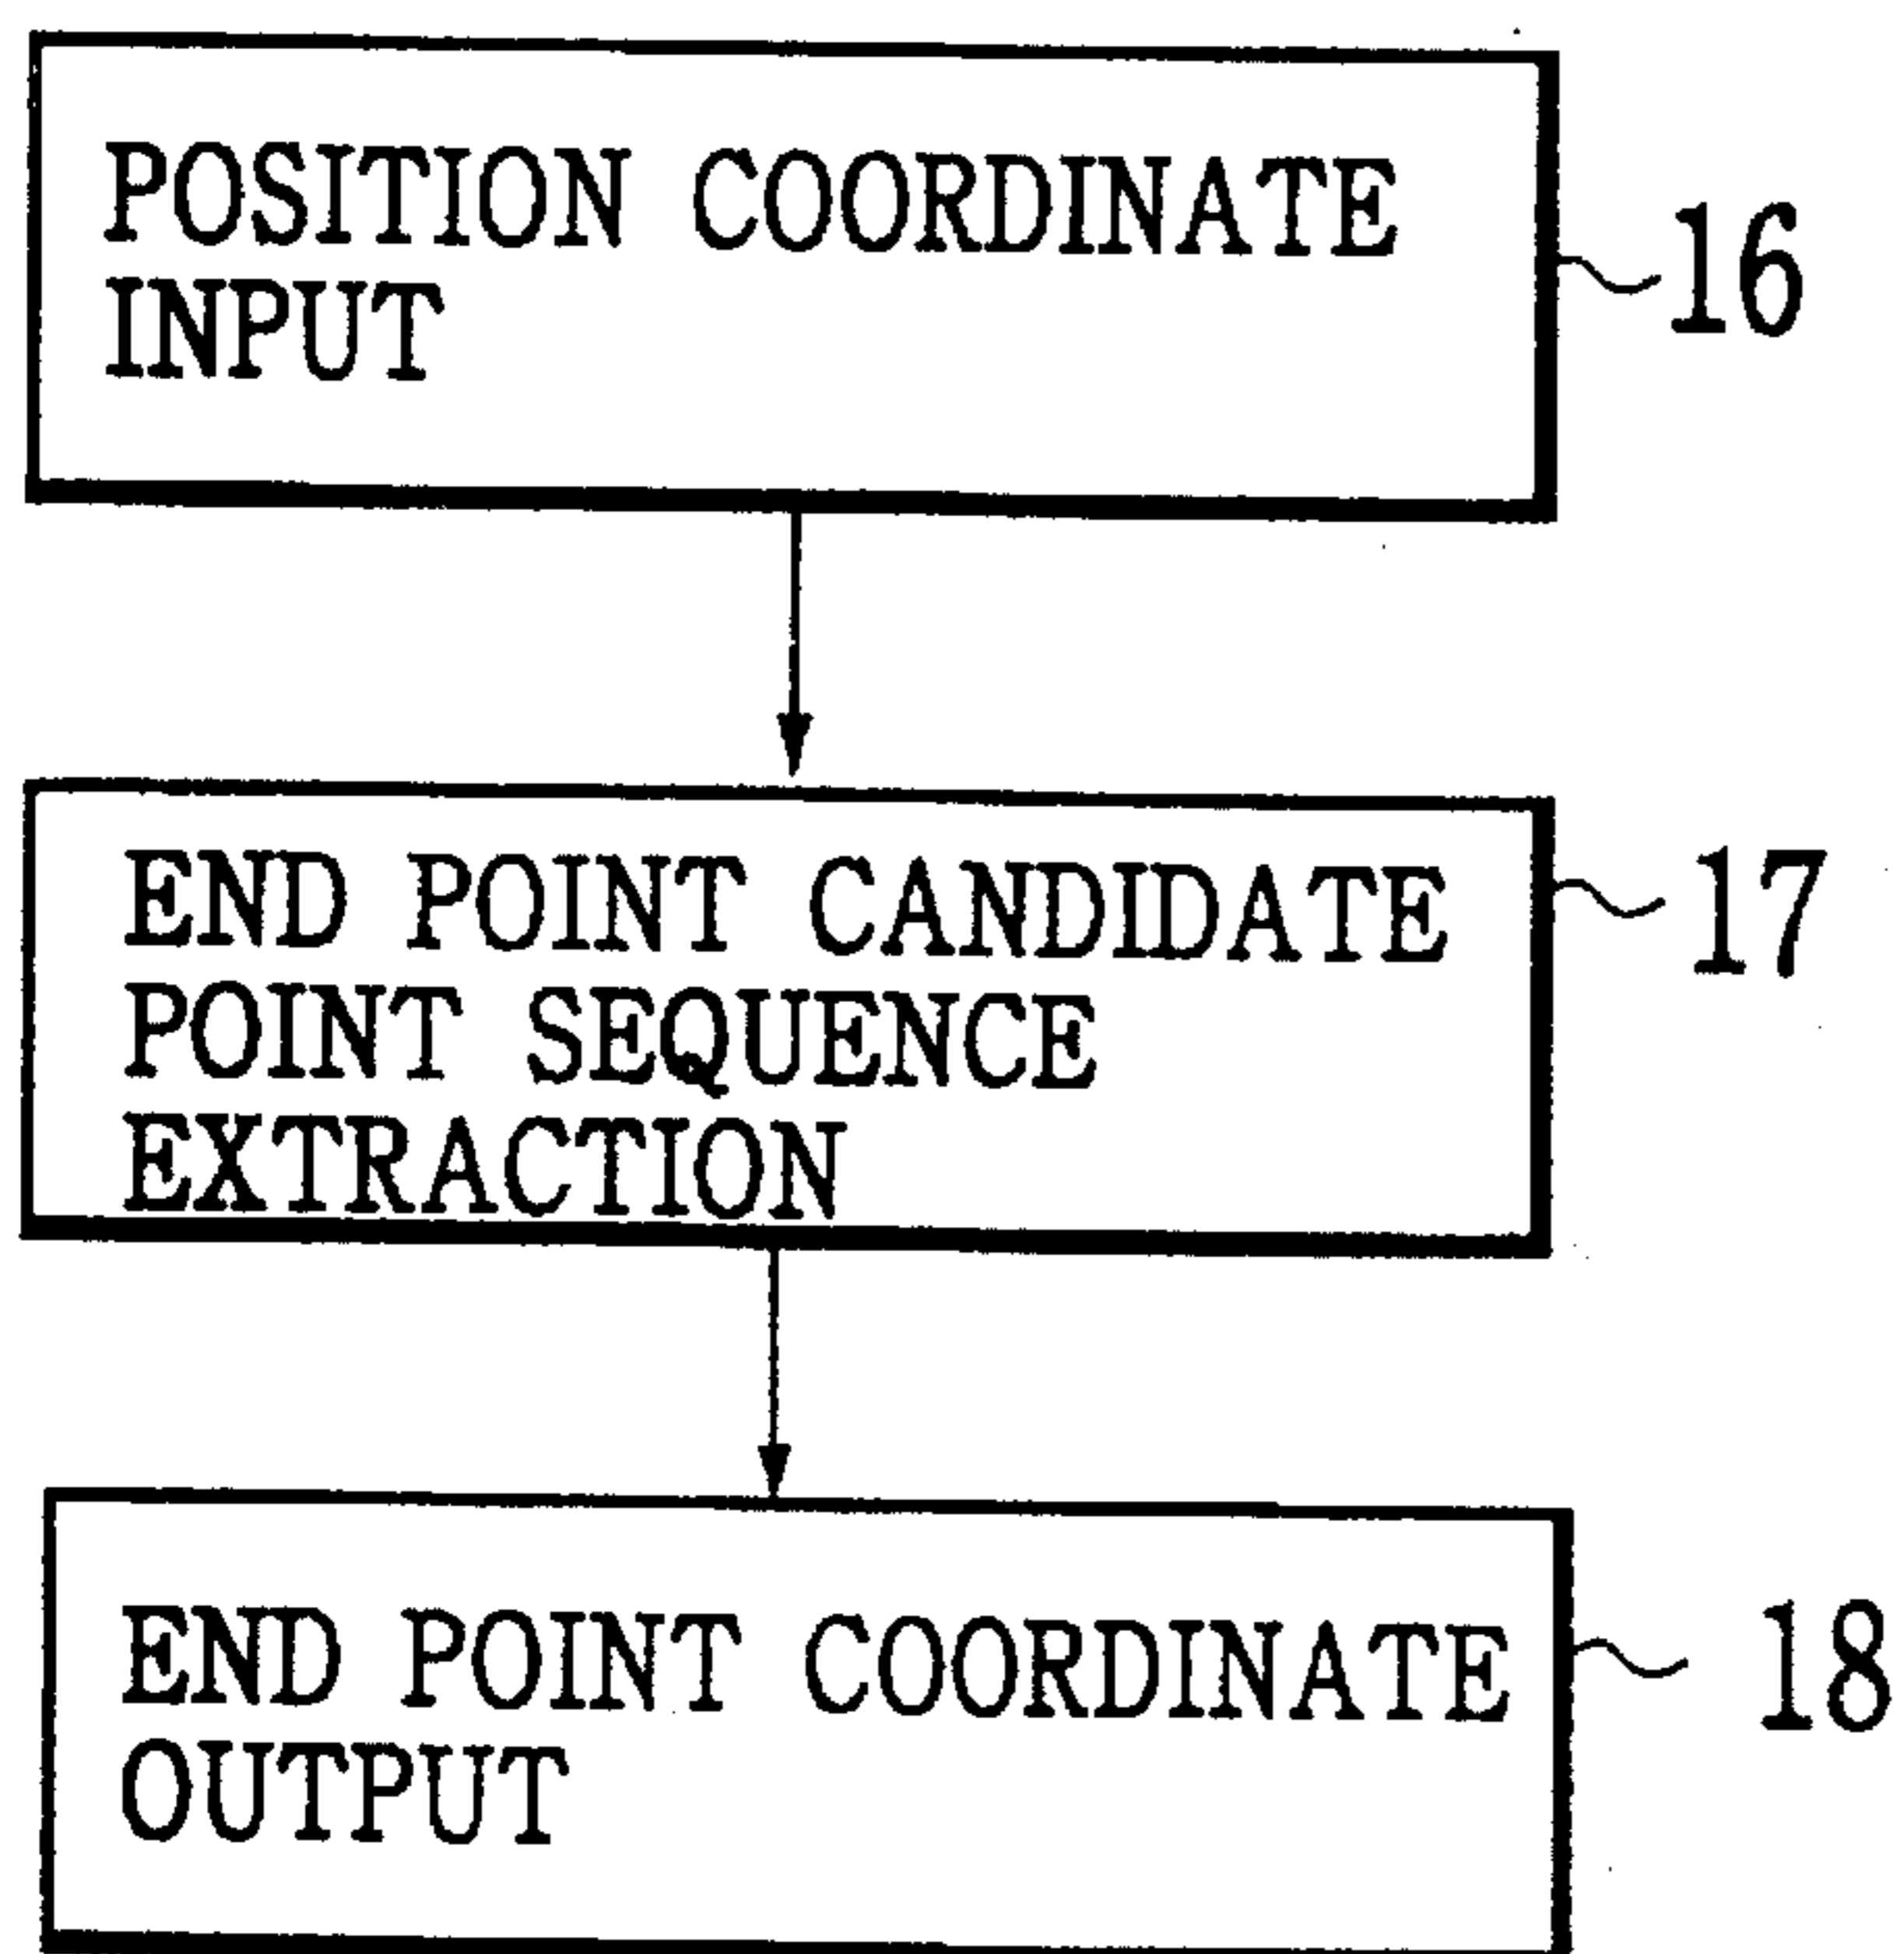 POSITION COORDINATE
INPUT
16
END POINT CANDIDATE
POINT SEQUENCE
EXTRACTION
17
END POINT COORDINATE
OUTPUT
18